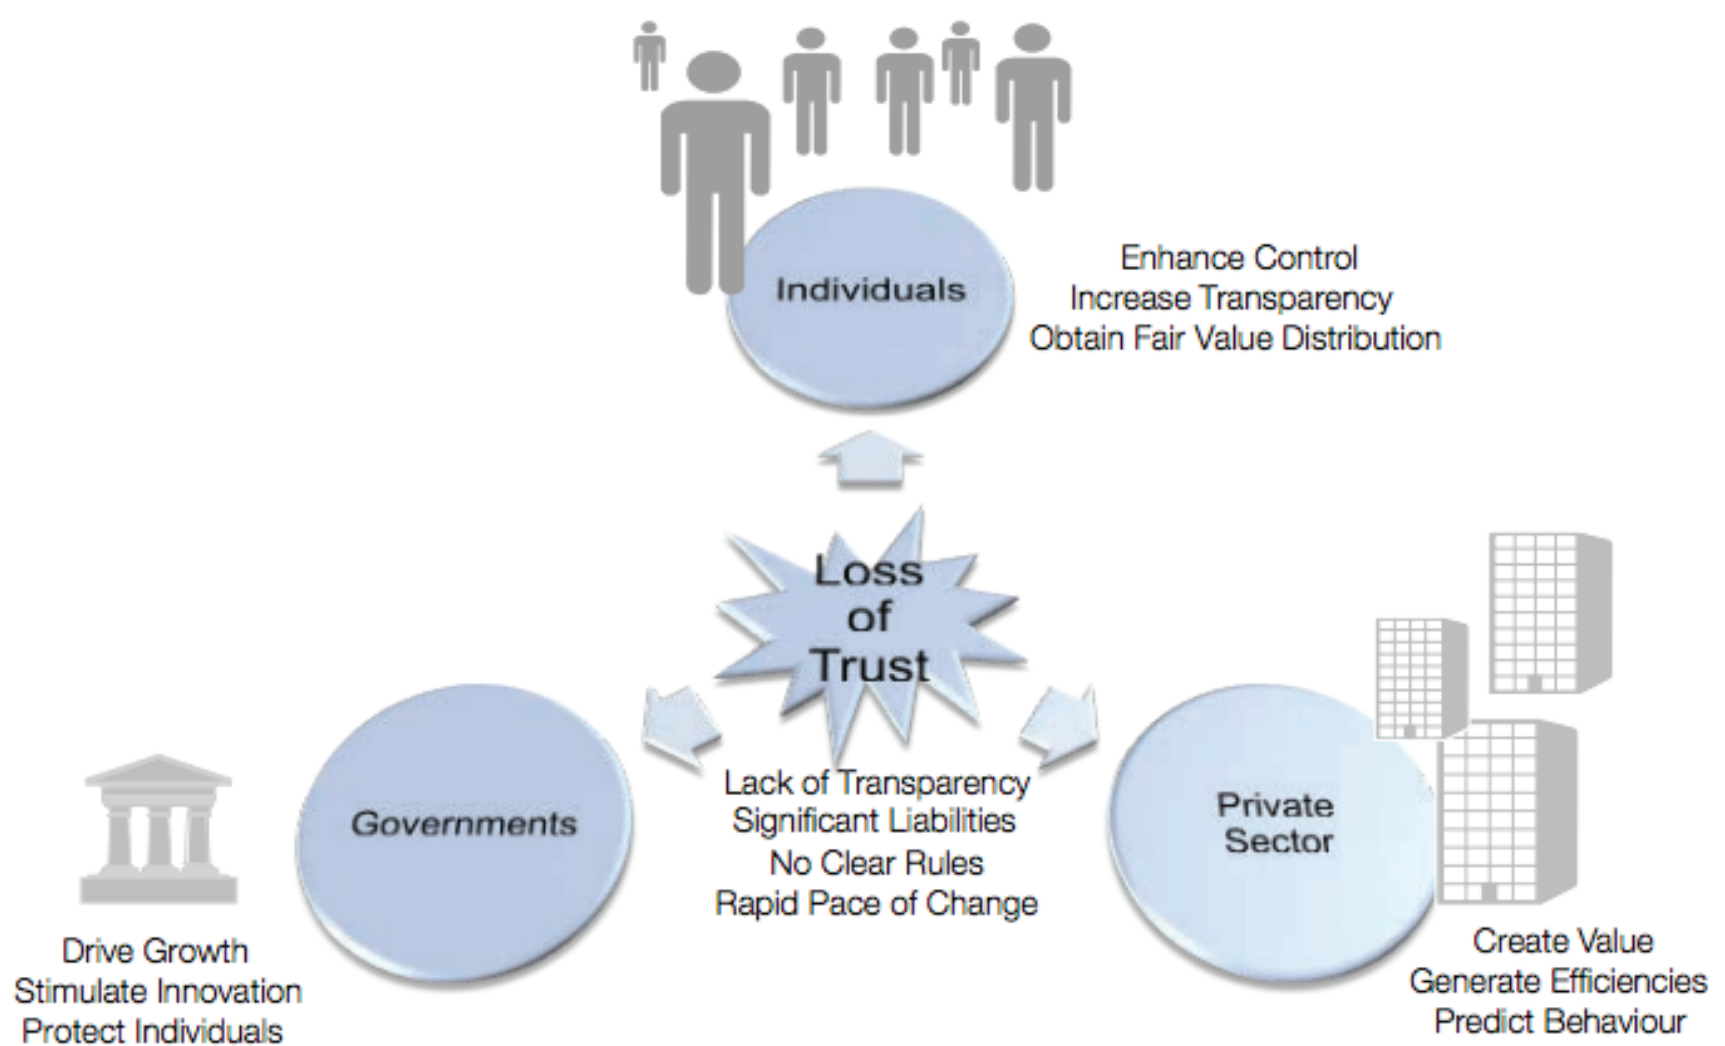 Individuals
Enhance Control
Increase Transparency
Obtain Fair Value Distribution
Loss
of
Trust
Lack of Transparency
Significant Liabilities
No Clear Rules
Rapid Pace of Change
Governments
Drive Growth
Stimulate Innovation
Protect Individuals
Private
Sector
Create Value
Generate Efficiencies
Predict Behaviour